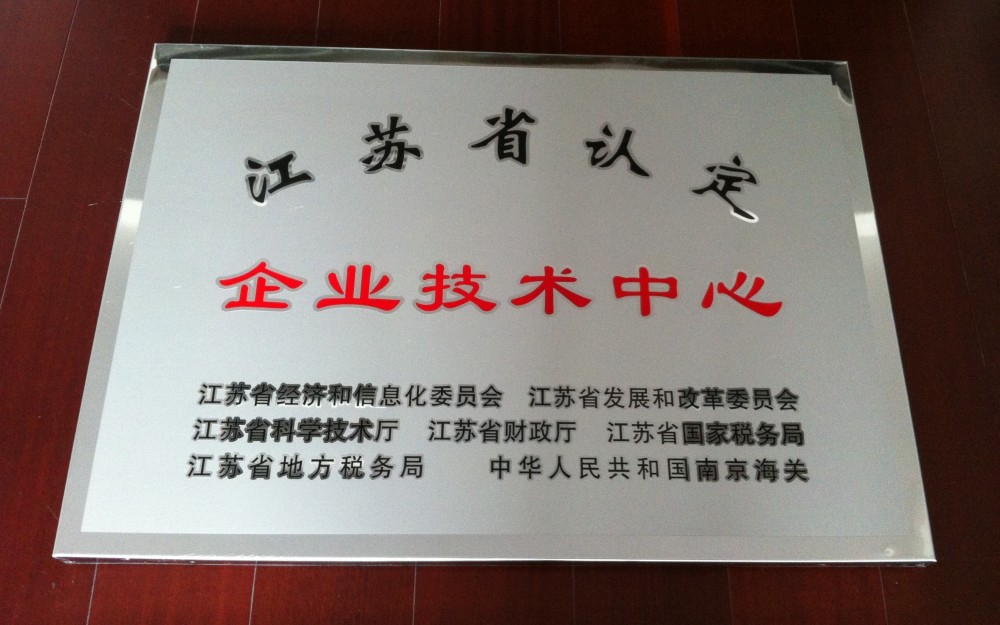 江苏省认定
企业技术中心
江苏省经济和信息化委员会 江苏省发展和改革委员会
江苏省科学技术厅 江苏省财政厅 江苏省国家税务局
江苏省地方税务局 中华人民共和国南京海关